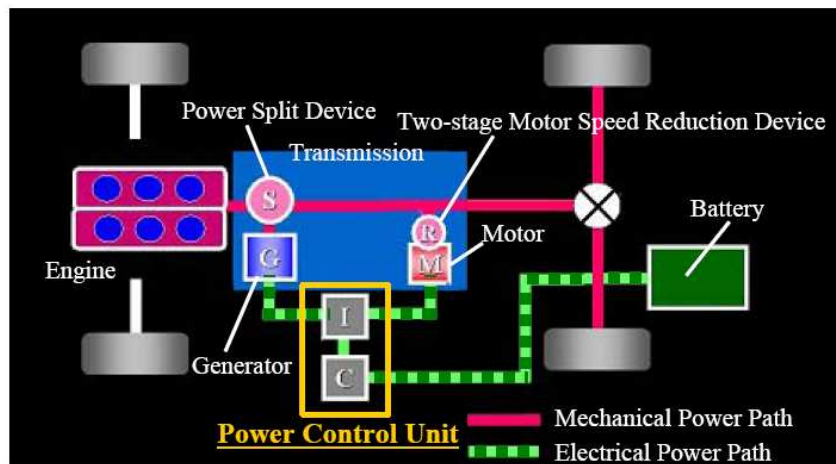 Power Split Device
Two-stage Motor Speed Reduction Device
Transmission
S
R
Battery
Motor
G
M
Engine
I
Generator
C
Power Control Unit
Mechanical Power Path
Electrical Power Path